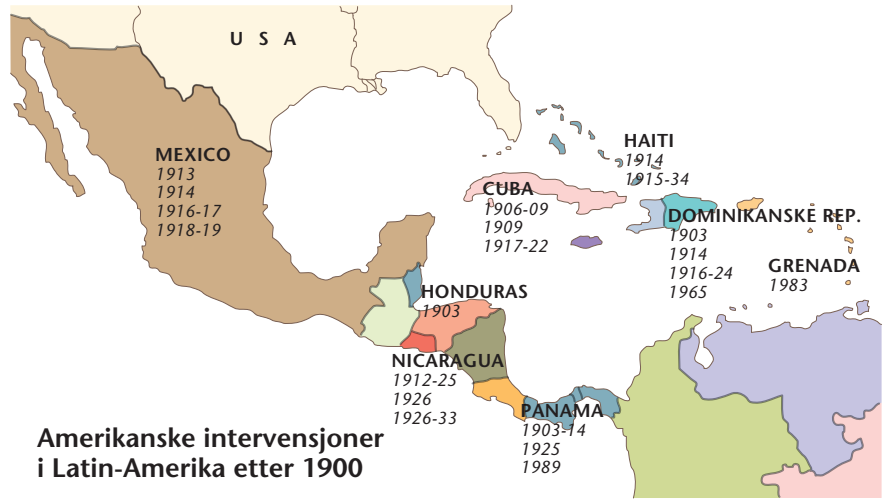 U S A
MEXICO
1913
1914
1916-17
1918-19
HAITI
1914
1915-34
CUBA
1906-09
1909
1917-22
DOMINIKANSKE REP.
1903
1914
1916-24
1965
GRENADA
1983
HONDURAS
1903
NICARAGUA
1912-25
1926
1926-33
PANAMA
1903-14
1925
1989
Amerikanske intervensjoner
i Latin-Amerika etter 1900